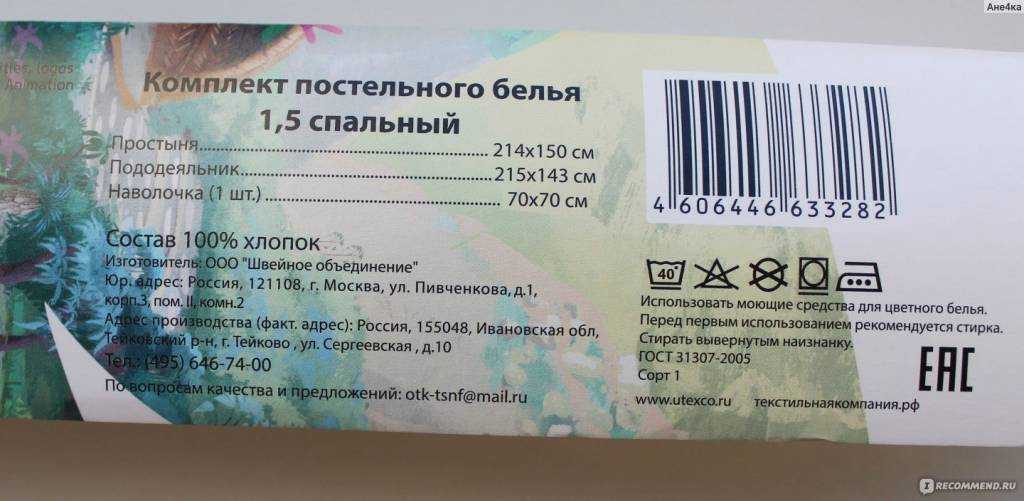 Ане4ка
ties, logos
Animation
Комплект постельного белья
1,5 спальный
Простыня........................................................ 214х150 см
Пододеяльник................................................215х143 см
Наволочка (1 шт.)............................................. 70х70 см
Состав 100% хлопок
Изготовитель: ООО "Швейное объединение"
Юр. адрес: Россия, 121108, г. Москва, ул. Пивченкова, д.1,
корп.3, пом. II, комн.2
Адрес производства (факт. адрес): Россия, 155048, Ивановская обл,
Тейковский р-н, г. Тейково , ул. Сергеевская , д.10
Тел.: (495) 646-74-00
По вопросам качества и предложений: otk-tsnf@mail.ru
4 606446 633282
40°
Использовать моющие средства для цветного белья.
Перед первым использованием рекомендуется стирка.
Стирать вывернутым наизнанку.
ГОСТ 31307-2005
Сорт 1
EAC
www.utexco.ru текстильнаякомпания.рф
IRECOMMEND.RU